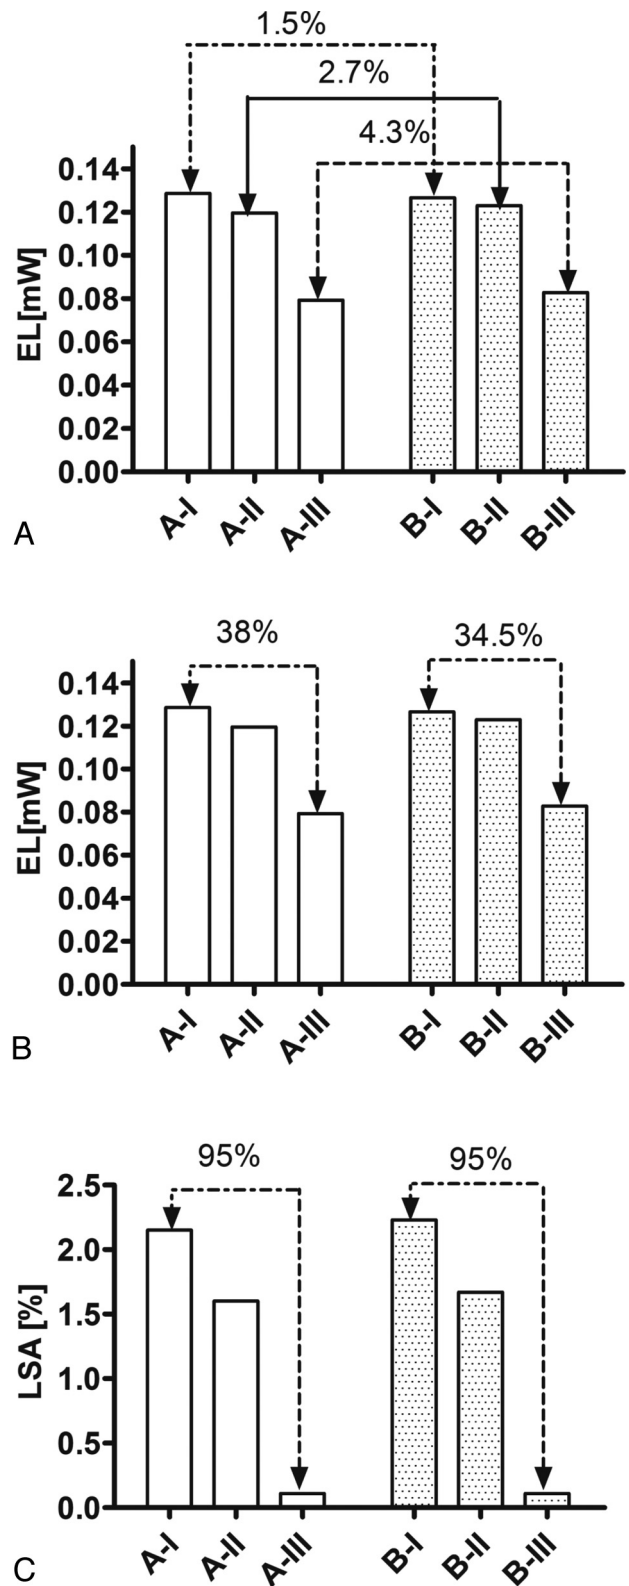 1.5%
2.7%
4.3%
EL[mW]
0.14
0.12
0.10
0.08
0.06
0.04
0.02
0.00
A-I
A-II
A-III
B-I
B-II
B-III
A
38%
34.5%
EL[mW]
0.14
0.12
0.10
0.08
0.06
0.04
0.02
0.00
A-I
A-II
A-III
B-I
B-II
B-III
B
95%
95%
LSA [%]
2.5
2.0
1.5
1.0
0.5
0.0
A-I
A-II
A-III
B-I
B-II
B-III
C